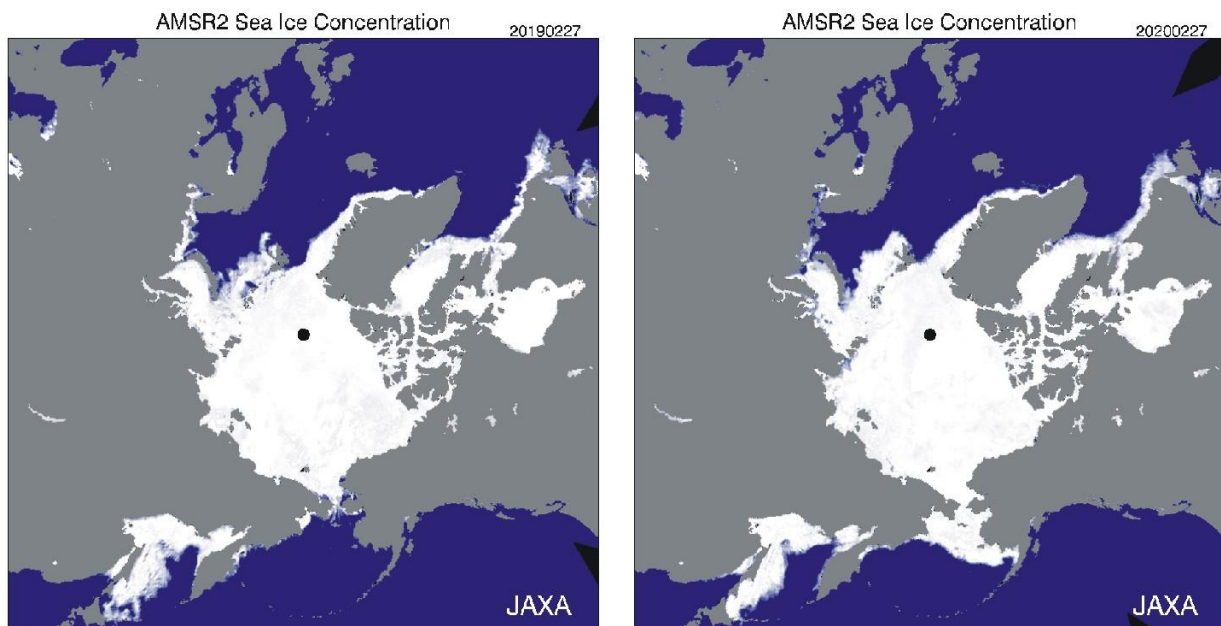 AMSR2 Sea Ice Concentration
20190227
JAXA
AMSR2 Sea Ice Concentration
20200227
JAXA